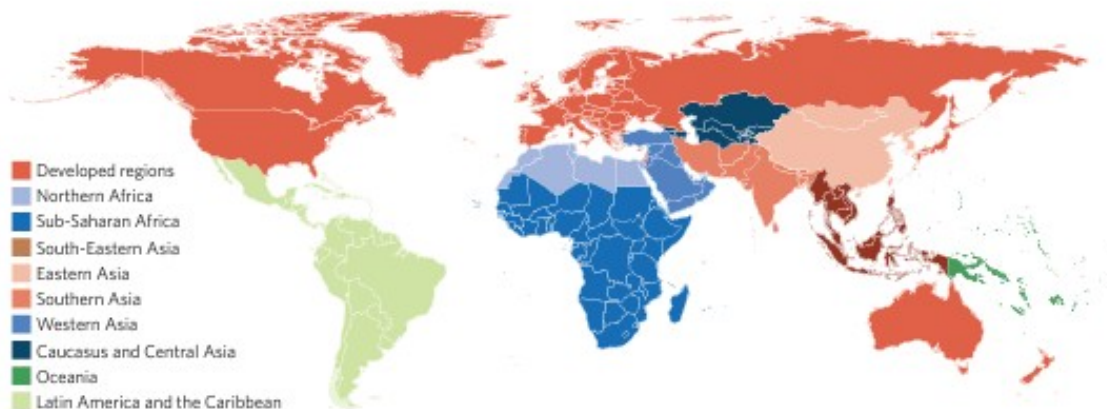 Developed regions
Northern Africa
Sub-Saharan Africa
South-Eastern Asia
Eastern Asia
Southern Asia
Western Asia
Caucasus and Central Asia
Oceania
Latin America and the Caribbean